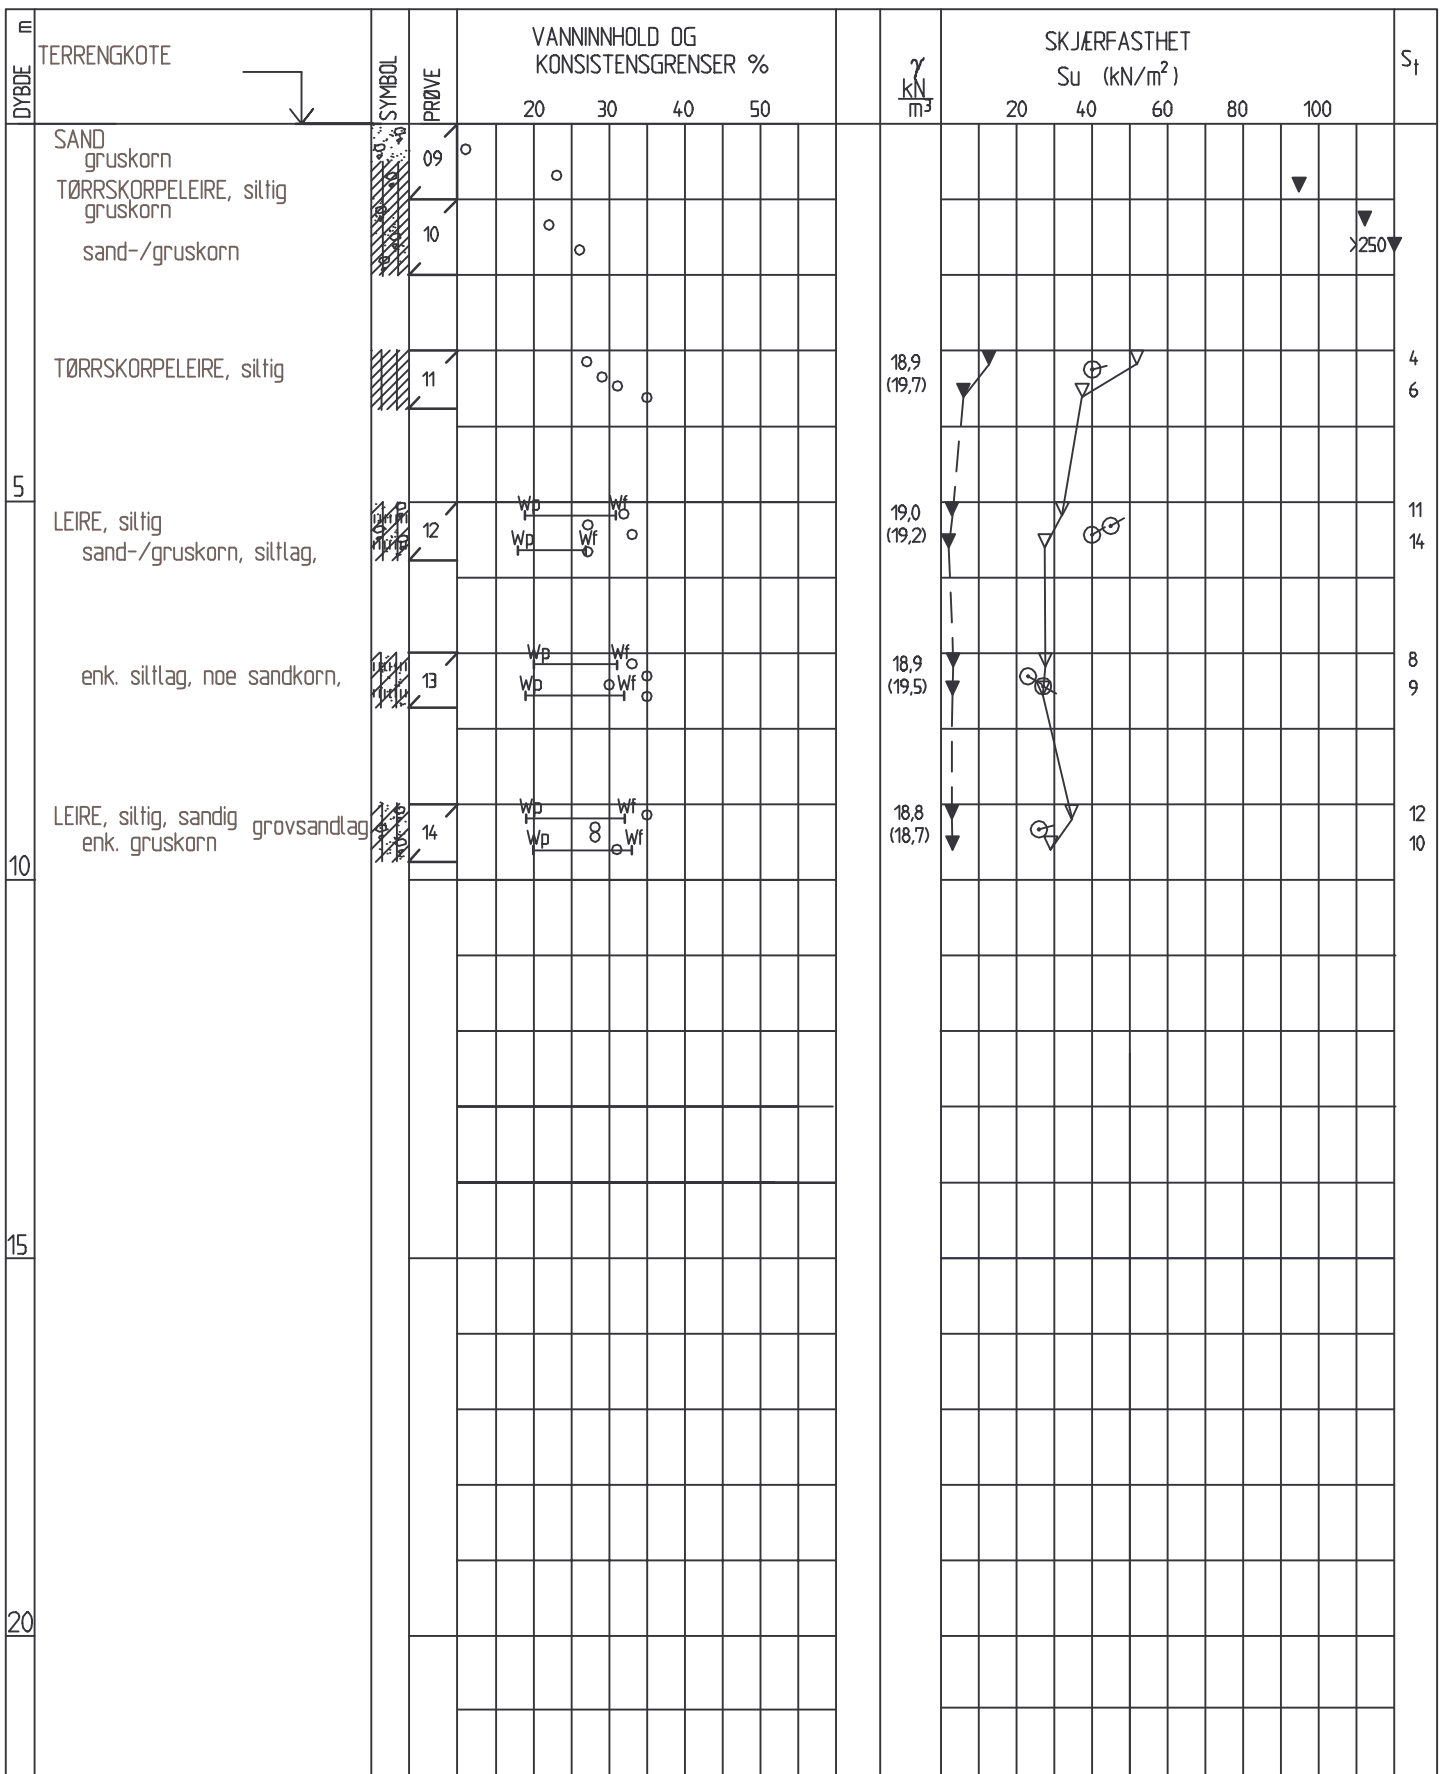 DYBDE m
TERRENGKOTE
SYMBOL
PRØVE
VANNINNHOLD OG
KONSISTENSGRENSER %
20 30 40 50
γ
kN
m³
SKJÆRFASTHET
Su (kN/m²)
20 40 60 80 100
St
SAND
gruskorn
09
TØRRSKORPELEIRE, siltig
gruskorn
10
sand-/gruskorn
>250
TØRRSKORPELEIRE, siltig
11
18,9
(19,7)
4
6
5
LEIRE, siltig
sand-/gruskorn, siltlag,
12
Wp Wf
Wp Wf
19,0
(19,2)
11
14
enk. siltlag, noe sandkorn,
13
Wp Wf
Wp Wf
18,9
(19,5)
8
9
LEIRE, siltig, sandig grovsandlag
enk. gruskorn
14
Wp Wf
Wp Wf
18,8
(18,7)
12
10
10
15
20